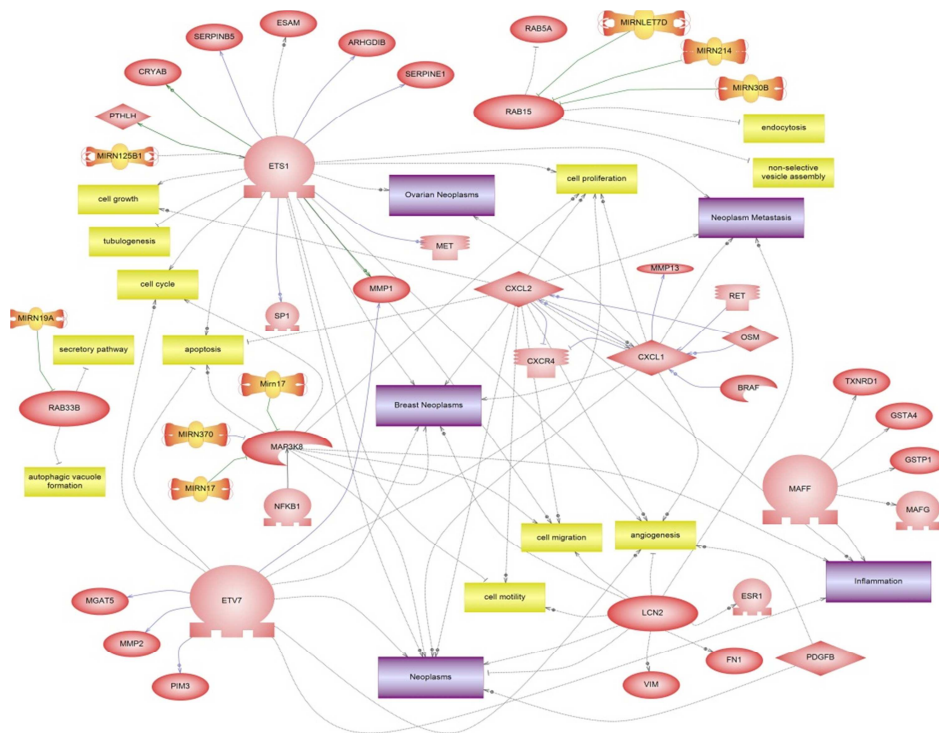 ESAM
SERPINB5
ARHGDIB
CRYAB
SERPINE1
PTHLH
MIRN125B1
ETS1
RAB5A
MIRNLET7D
MIRN214
MIRN30B
RAB15
endocytosis
non-selective
vesicle assembly
cell growth
tubulogenesis
cell cycle
Ovarian Neoplasms
cell proliferation
Neoplasm Metastasis
MET
MMP1
SP1
CXCL2
MMP13
RET
OSM
CXCR4
CXCL1
BRAF
MIRN19A
secretory pathway
apoptosis
RAB33B
autophagic vacuole
formation
Mirn17
MIRN370
MAP3K8
MIRN17
NFKB1
Breast Neoplasms
TXNRD1
GSTA4
GSTP1
MAFF
MAFG
cell migration
angiogenesis
Inflammation
ETV7
MGAT5
MMP2
PIM3
cell motility
LCN2
ESR1
Neoplasms
VIM
FN1
PDGFB